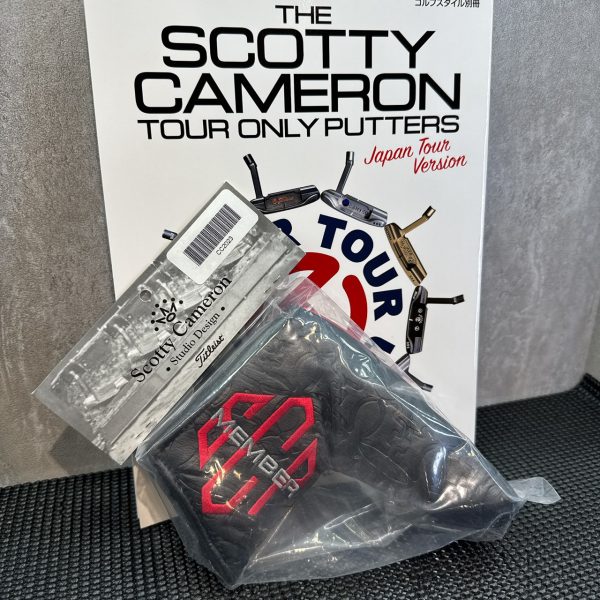 ゴルフスタイル別冊
THE
SCOTTY
CAMERON
TOUR ONLY PUTTERS
Japan Tour
Version
TOUR
CC2023
Scotty Cameron
• Studio Design •
Titleist
MEMBER